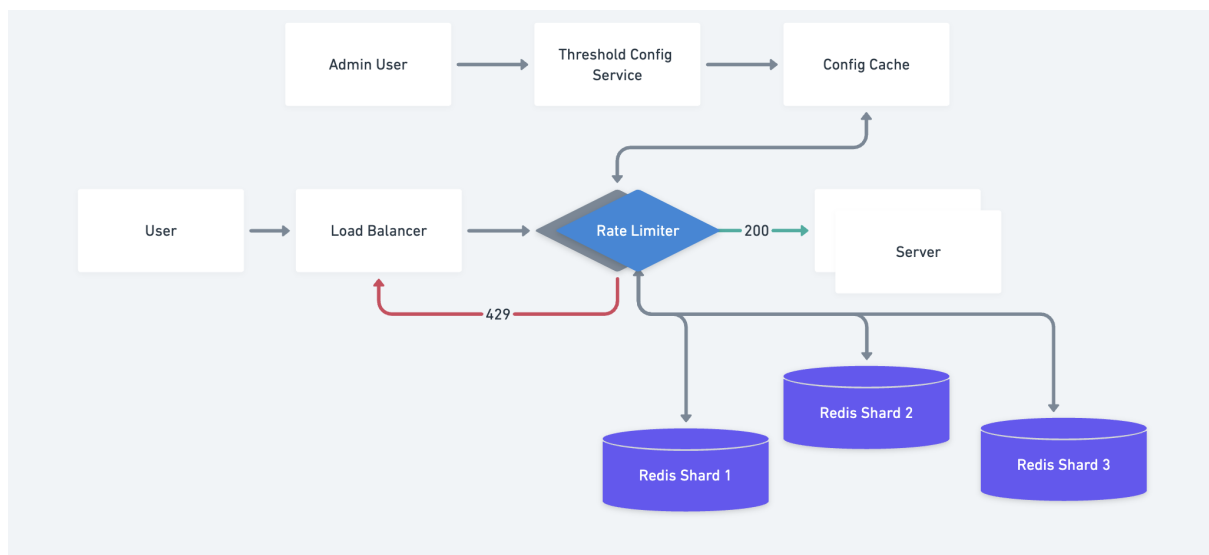 Admin User
Threshold Config
Service
Config Cache
User
Load Balancer
Rate Limiter
200
Server
429
Redis Shard 2
Redis Shard 1
Redis Shard 3